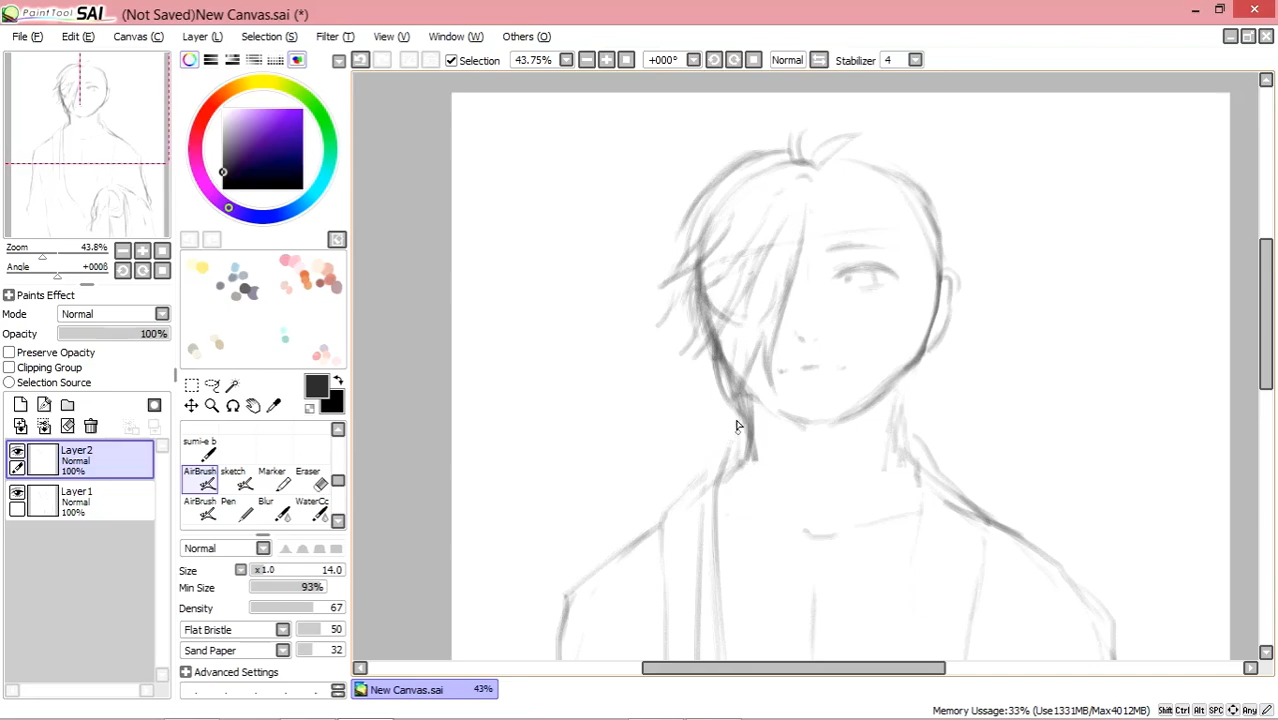 PaintTool SAI (Not Saved)New Canvas.sai (*)
File (F) Edit (E) Canvas (C) Layer (L) Selection (S) Filter (T) View (V) Window (W) Others (O)
Selection 43.75% +000° Normal Stabilizer 4
Zoom 43.8%
Angle +000θ
Paints Effect
Mode Normal
Opacity 100%
Preserve Opacity
Clipping Group
Selection Source
Layer2
Normal
100%
Layer1
Normal
100%
sumi-e b
AirBrush sketch Marker Eraser
AirBrush Pen Blur WaterCc
Normal
Size x1.0 14.0
Min Size 93%
Density 67
Flat Bristle 50
Sand Paper 32
Advanced Settings
New Canvas.sai 43%
Memory Ussage:33% (Use1331MB/Max4012MB) Shift Ctrl Alt SPC Any